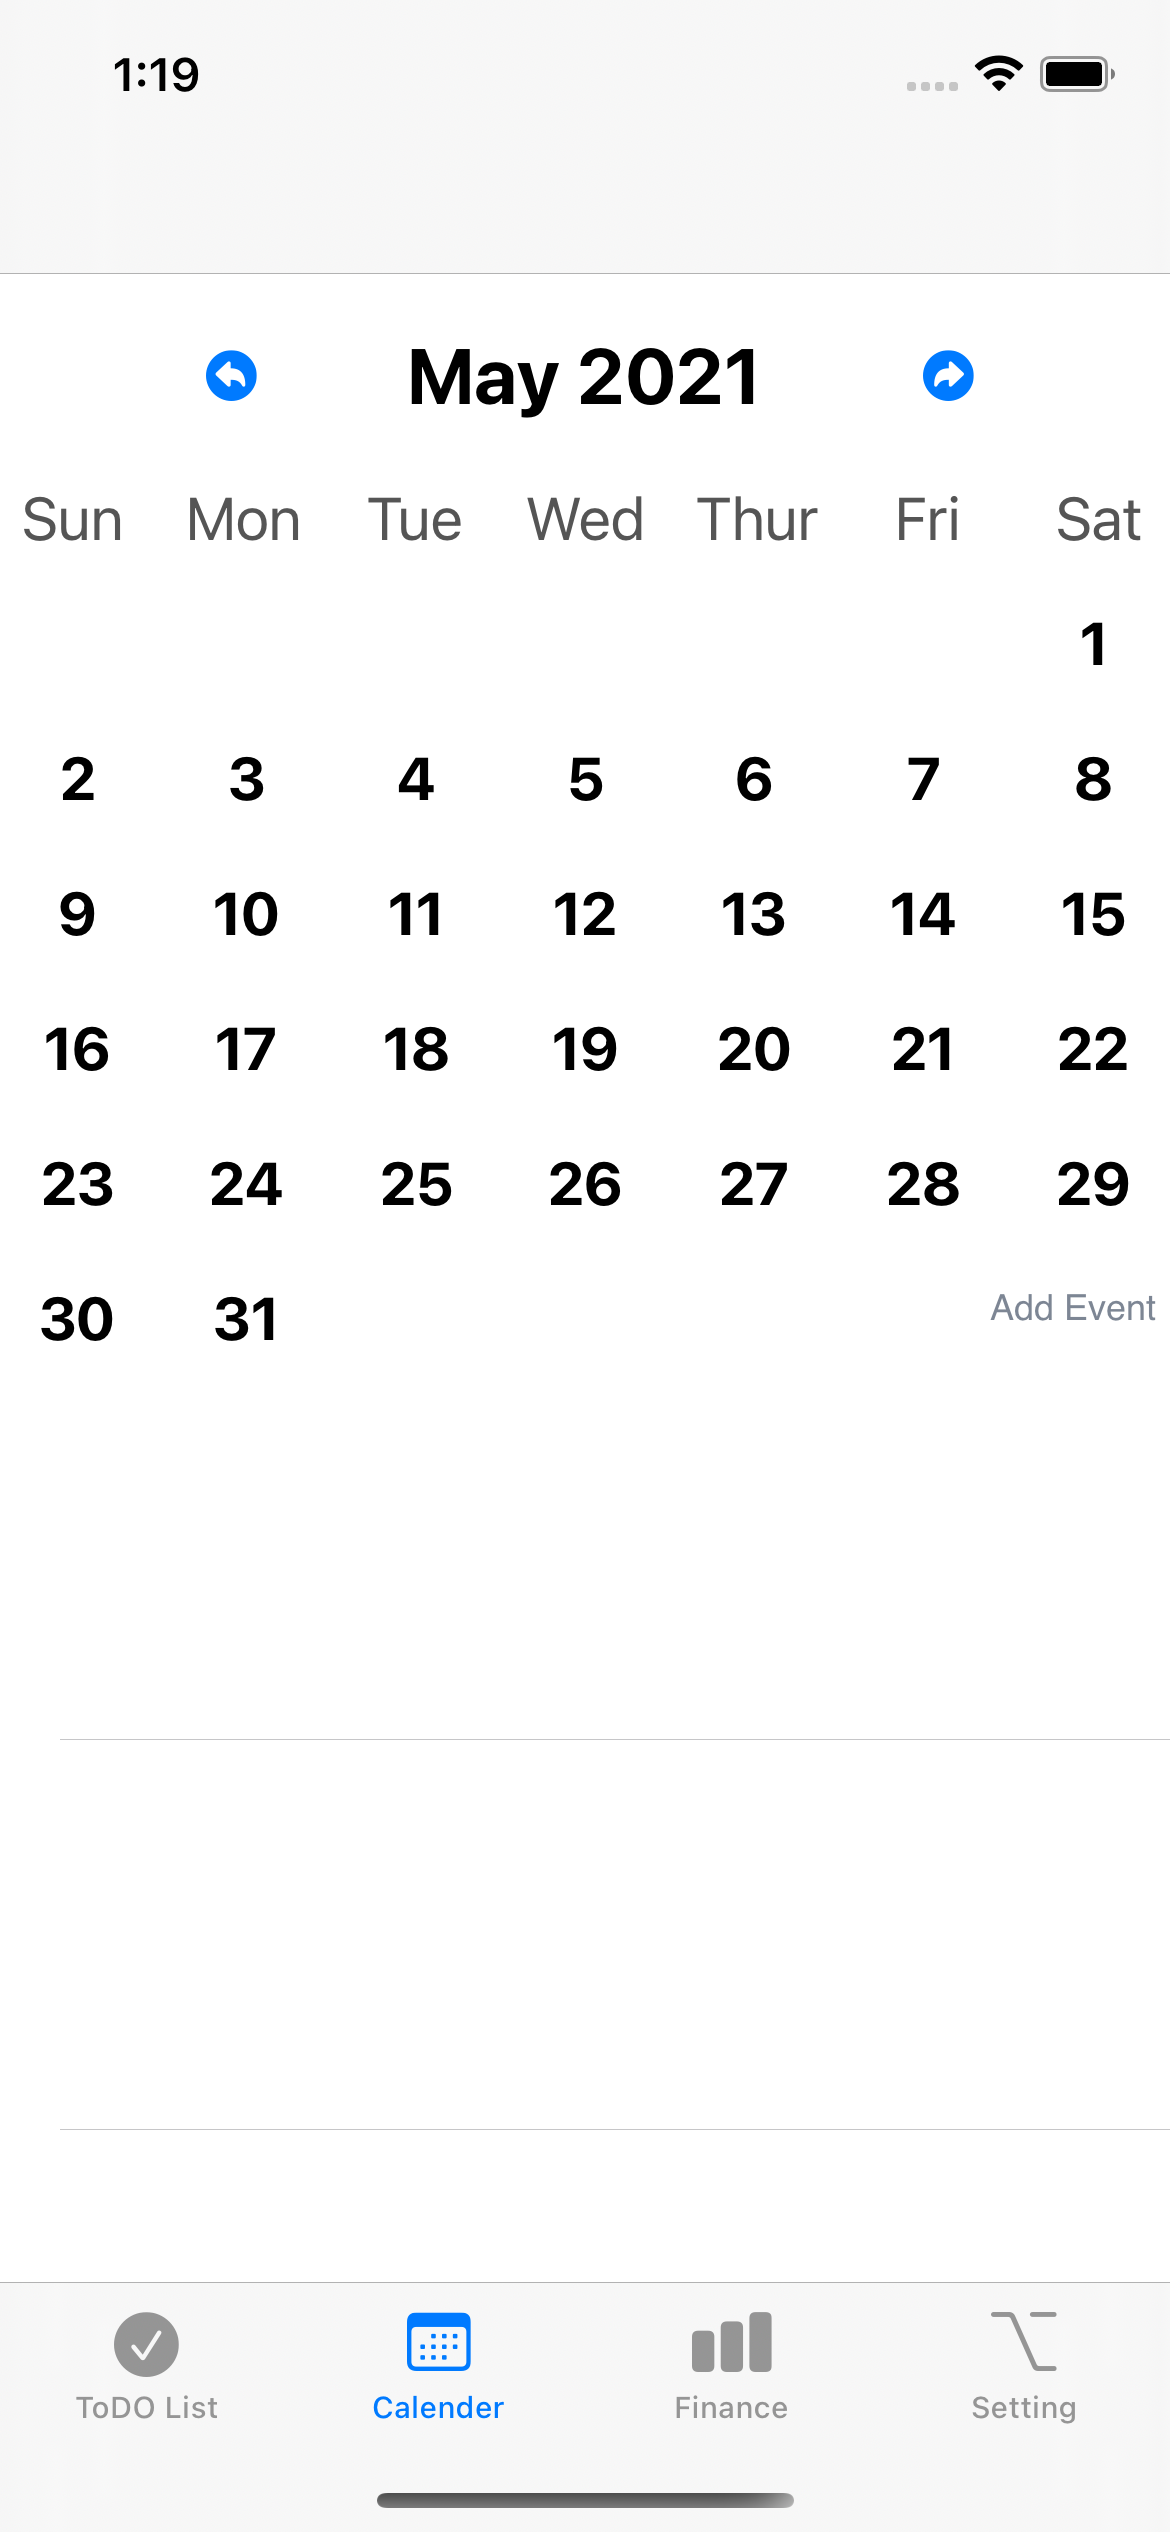 1:19
May 2021
Sun Mon Tue Wed Thur Fri Sat
1
2 3 4 5 6 7 8
9 10 11 12 13 14 15
16 17 18 19 20 21 22
23 24 25 26 27 28 29
30 31 Add Event
ToDO List Calender Finance Setting